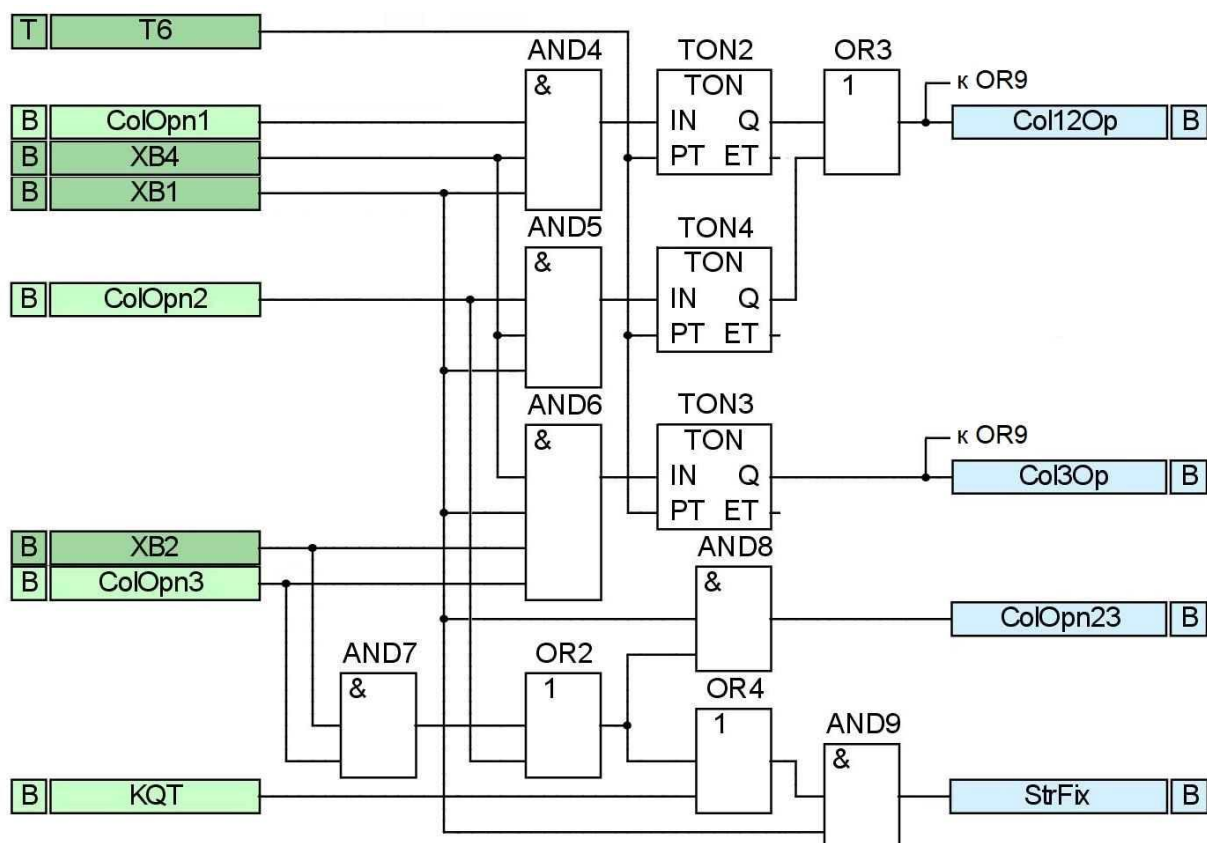 T T6
AND4 TON2 OR3
& TON 1 к OR9
B ColOpn1 IN Q Col12Op B
B XB4 PT ET
B XB1
AND5 TON4
& TON
B ColOpn2 IN Q
PT ET
AND6 TON3
& TON к OR9
IN Q Col3Op B
PT ET
B XB2 AND8
B ColOpn3 &
ColOpn23 B
AND7 OR2
& 1 OR4
1 AND9
&
B KQT StrFix B